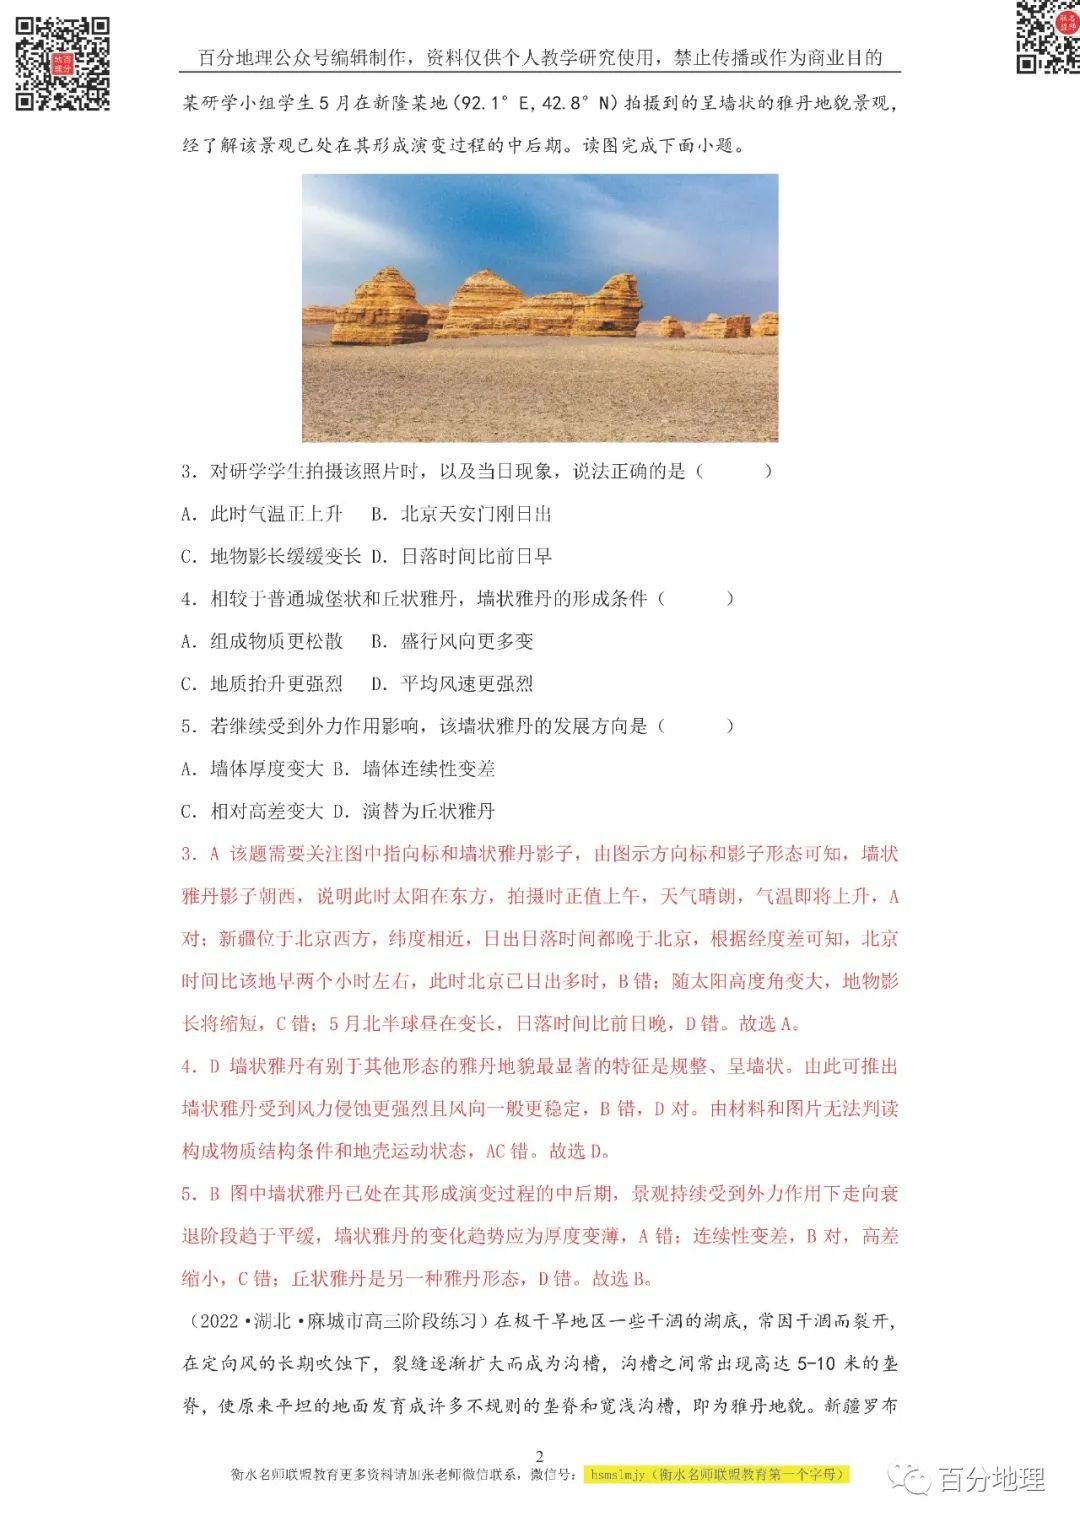 百分地理公众号编辑制作，资料仅供个人教学研究使用，禁止传播或作为商业目的
某研学小组学生5月在新隆某地(92.1°E,42.8°N)拍摄到的呈墙状的雅丹地貌景观，
经了解该景观已处在其形成演变过程的中后期。读图完成下面小题。
3．对研学学生拍摄该照片时，以及当日现象，说法正确的是（　　）
A．此时气温正上升 B．北京天安门刚日出
C．地物影长缓缓变长 D．日落时间比前日早
4．相较于普通城堡状和丘状雅丹，墙状雅丹的形成条件（　　）
A．组成物质更松散 B．盛行风向更多变
C．地质抬升更强烈 D．平均风速更强烈
5．若继续受到外力作用影响，该墙状雅丹的发展方向是（　　）
A．墙体厚度变大 B．墙体连续性变差
C．相对高差变大 D．演替为丘状雅丹
3．A 该题需要关注图中指向标和墙状雅丹影子，由图示方向标和影子形态可知，墙状
雅丹影子朝西，说明此时太阳在东方，拍摄时正值上午，天气晴朗，气温即将上升，A
对；新疆位于北京西方，纬度相近，日出日落时间都晚于北京，根据经度差可知，北京
时间比该地早两个小时左右，此时北京已日出多时，B错；随太阳高度角变大，地物影
长将缩短，C错；5月北半球昼在变长，日落时间比前日晚，D错。故选A。
4．D 墙状雅丹有别于其他形态的雅丹地貌最显著的特征是规整、呈墙状。由此可推出
墙状雅丹受到风力侵蚀更强烈且风向一般更稳定，B错，D对。由材料和图片无法判读
构成物质结构条件和地壳运动状态，AC错。故选D。
5．B 图中墙状雅丹已处在其形成演变过程的中后期，景观持续受到外力作用下走向衰
退阶段趋于平缓，墙状雅丹的变化趋势应为厚度变薄，A错；连续性变差，B对，高差
缩小，C错；丘状雅丹是另一种雅丹形态，D错。故选B。
（2022·湖北·麻城市高三阶段练习）在极干旱地区一些干涸的湖底，常因干涸而裂开，
在定向风的长期吹蚀下，裂缝逐渐扩大而成为沟槽，沟槽之间常出现高达5-10米的垄
脊，使原来平坦的地面发育成许多不规则的垄脊和宽浅沟槽，即为雅丹地貌。新疆罗布
2
衡水名师联盟教育更多资料请加张老师微信联系，微信号：hsmslmjy（衡水名师联盟教育第一个字母）
百分地理